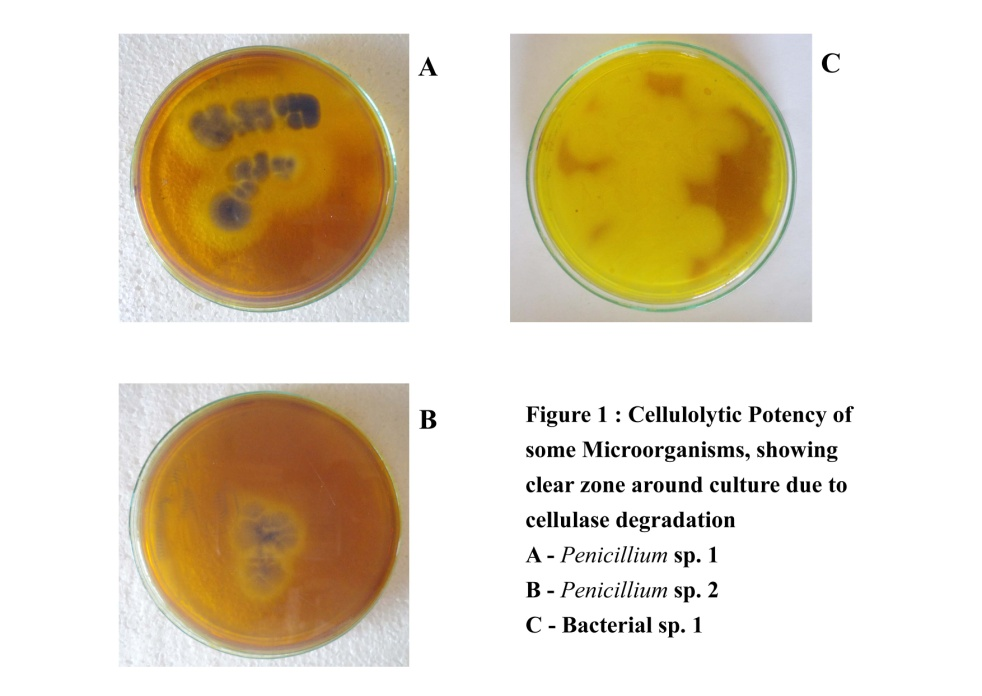 A
C
B
Figure 1 : Cellulolytic Potency of
some Microorganisms, showing
clear zone around culture due to
cellulase degradation
A - Penicillium sp. 1
B - Penicillium sp. 2
C - Bacterial sp. 1